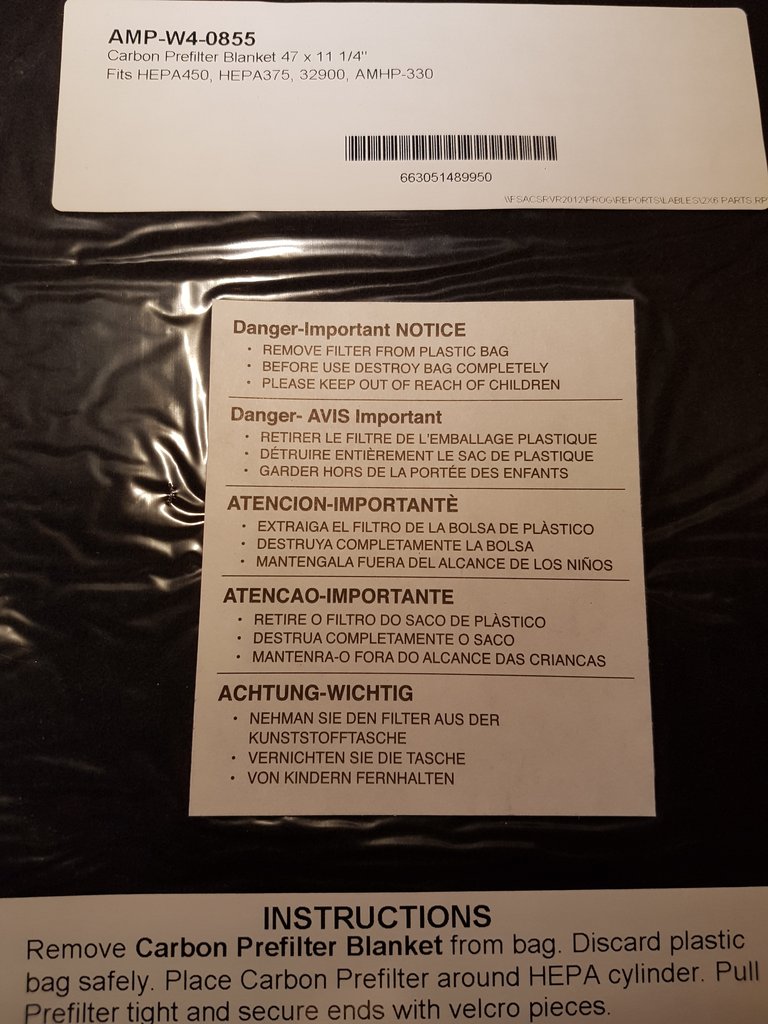 AMP-W4-0855
Carbon Prefilter Blanket 47 x 11 1/4"
Fits HEPA450, HEPA375, 32900, AMHP-330
663051489950
\\FSACSRVR2012\PROG\REPORTS\LABLES\2X6 PARTS RP
Danger-Important NOTICE
• REMOVE FILTER FROM PLASTIC BAG
• BEFORE USE DESTROY BAG COMPLETELY
• PLEASE KEEP OUT OF REACH OF CHILDREN
Danger- AVIS Important
• RETIRER LE FILTRE DE L'EMBALLAGE PLASTIQUE
• DÉTRUIRE ENTIÈREMENT LE SAC DE PLASTIQUE
• GARDER HORS DE LA PORTÉE DES ENFANTS
ATENCION-IMPORTANTÈ
• EXTRAIGA EL FILTRO DE LA BOLSA DE PLÀSTICO
• DESTRUYA COMPLETAMENTE LA BOLSA
• MANTENGALA FUERA DEL ALCANCE DE LOS NIÑOS
ATENCAO-IMPORTANTE
• RETIRE O FILTRO DO SACO DE PLÀSTICO
• DESTRUA COMPLETAMENTE O SACO
• MANTENRA-O FORA DO ALCANCE DAS CRIANCAS
ACHTUNG-WICHTIG
• NEHMAN SIE DEN FILTER AUS DER
KUNSTSTOFFTASCHE
• VERNICHTEN SIE DIE TASCHE
• VON KINDERN FERNHALTEN
INSTRUCTIONS
Remove Carbon Prefilter Blanket from bag. Discard plastic
bag safely. Place Carbon Prefilter around HEPA cylinder. Pull
Prefilter tight and secure ends with velcro pieces.